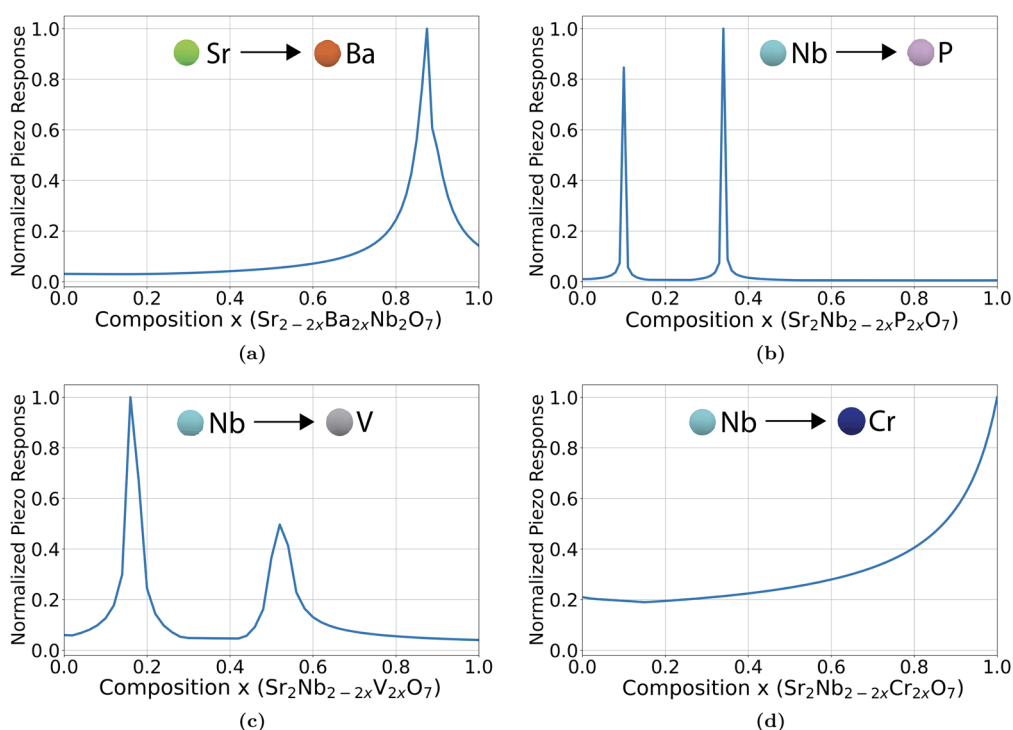 Normalized Piezo Response
1.0
0.8
0.6
0.4
0.2
0.0
Sr → Ba
0.0 0.2 0.4 0.6 0.8 1.0
Composition x (Sr₂₋₂ₓBa₂ₓNb₂O₇)
(a)
Normalized Piezo Response
1.0
0.8
0.6
0.4
0.2
0.0
Nb → P
0.0 0.2 0.4 0.6 0.8 1.0
Composition x (Sr₂Nb₂₋₂ₓP₂ₓO₇)
(b)
Normalized Piezo Response
1.0
0.8
0.6
0.4
0.2
0.0
Nb → V
0.0 0.2 0.4 0.6 0.8 1.0
Composition x (Sr₂Nb₂₋₂ₓV₂ₓO₇)
(c)
Normalized Piezo Response
1.0
0.8
0.6
0.4
0.2
0.0
Nb → Cr
0.0 0.2 0.4 0.6 0.8 1.0
Composition x (Sr₂Nb₂₋₂ₓCr₂ₓO₇)
(d)